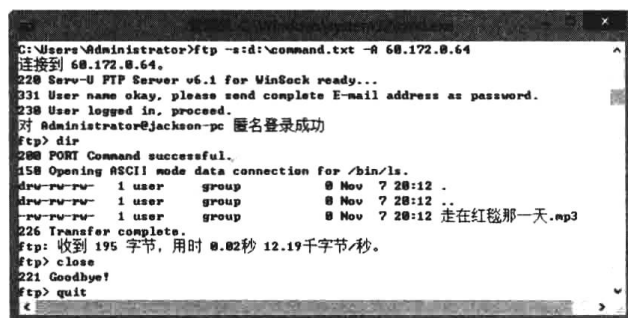 C:\Users\Administrator>ftp -s:d:\command.txt -A 60.172.0.64
连接到 60.172.0.64。
220 Serv-U FTP Server v6.1 for WinSock ready...
331 User name okay, please send complete E-mail address as password.
230 User logged in, proceed.
对 Administrator@jackson-pc 匿名登录成功
ftp> dir
200 PORT Command successful.
150 Opening ASCII mode data connection for /bin/ls.
drw-rw-rw- 1 user group 0 Nov 7 20:12 .
drw-rw-rw- 1 user group 0 Nov 7 20:12 ..
-rw-rw-rw- 1 user group 0 Nov 7 20:12 走在红毯那一天.mp3
226 Transfer complete.
ftp: 收到 195 字节，用时 0.02秒 12.19千字节/秒。
ftp> close
221 Goodbye!
ftp> quit